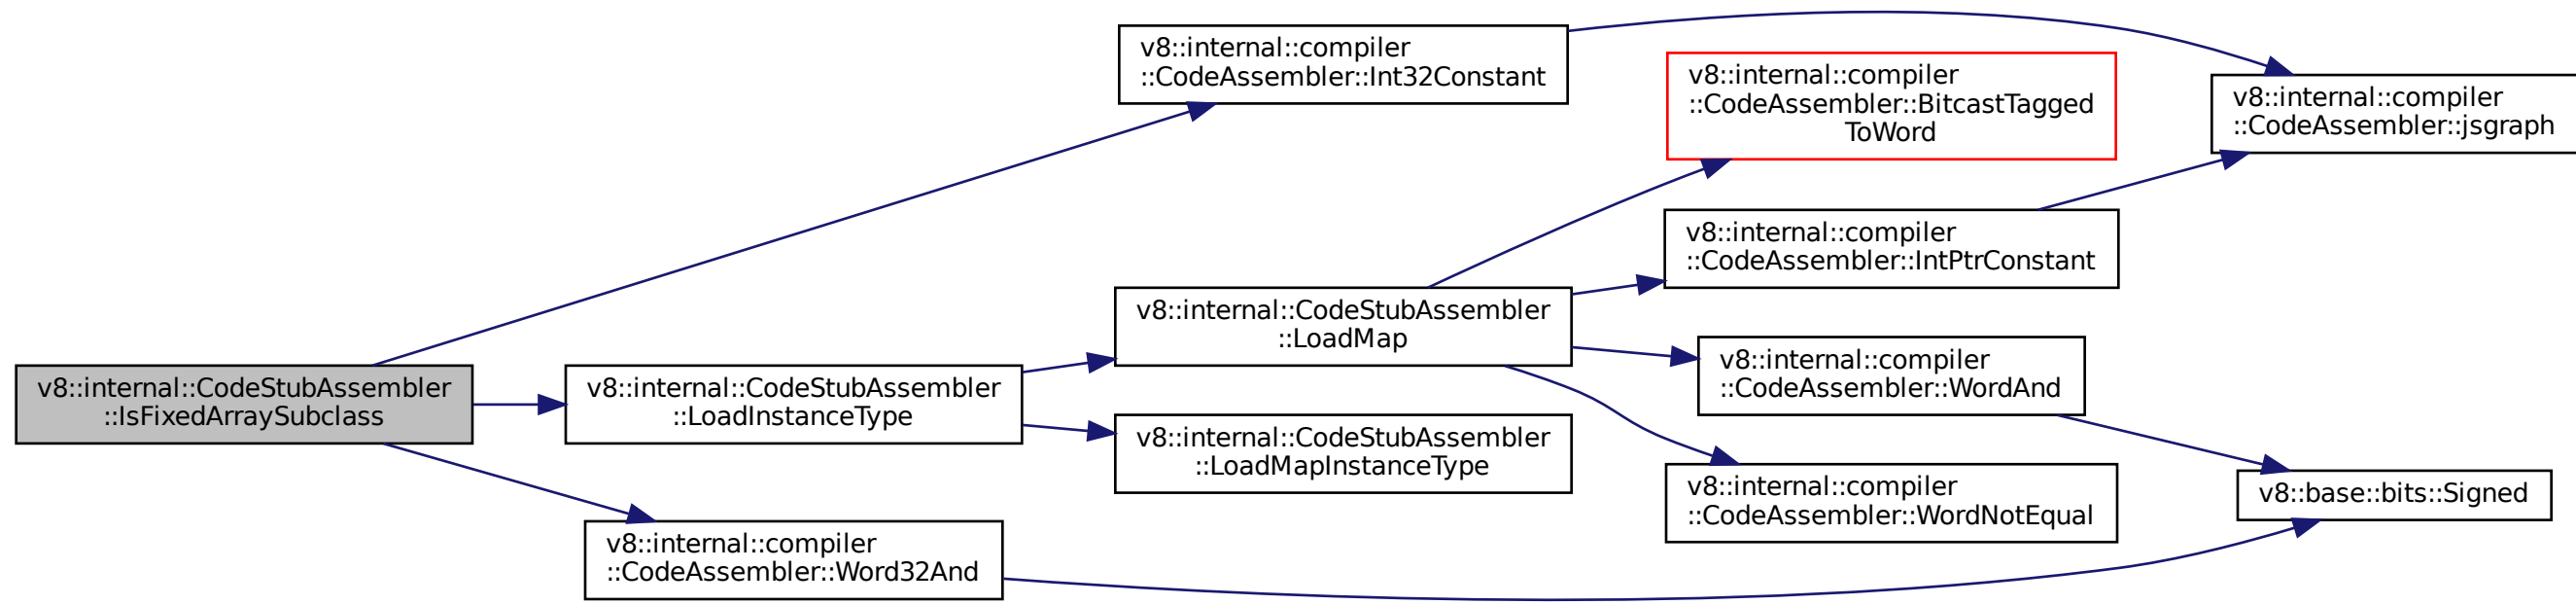 v8::internal::CodeStubAssembler
::IsFixedArraySubclass
v8::internal::compiler
::CodeAssembler::Int32Constant
v8::internal::compiler
::CodeAssembler::jsgraph
v8::internal::CodeStubAssembler
::LoadInstanceType
v8::internal::CodeStubAssembler
::LoadMap
v8::internal::compiler
::CodeAssembler::BitcastTagged
ToWord
v8::internal::compiler
::CodeAssembler::IntPtrConstant
v8::internal::compiler
::CodeAssembler::WordAnd
v8::internal::compiler
::CodeAssembler::WordNotEqual
v8::internal::CodeStubAssembler
::LoadMapInstanceType
v8::base::bits::Signed
v8::internal::compiler
::CodeAssembler::Word32And